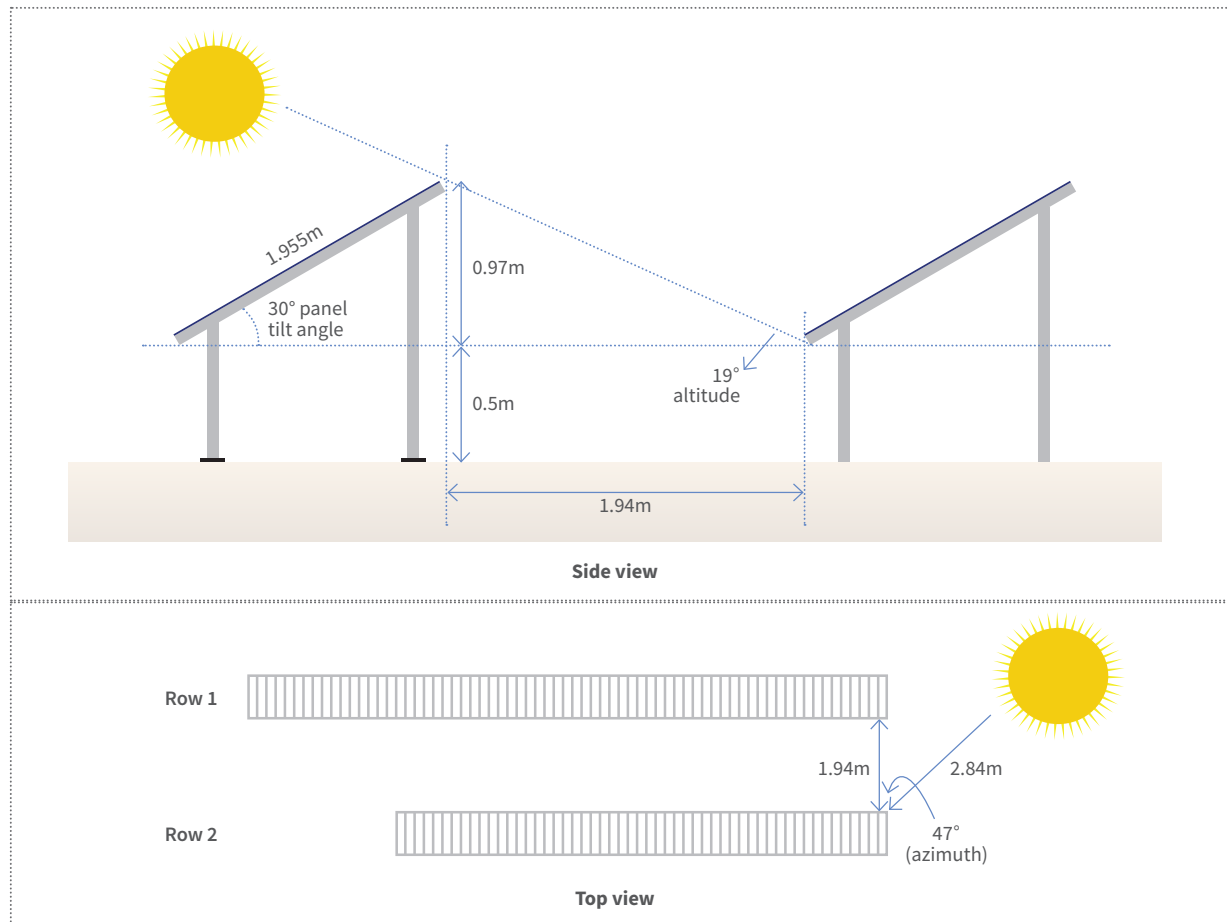 1.955m
0.97m
30° panel
tilt angle
19°
altitude
0.5m
1.94m
Side view
Row 1
1.94m
2.84m
Row 2
47°
(azimuth)
Top view